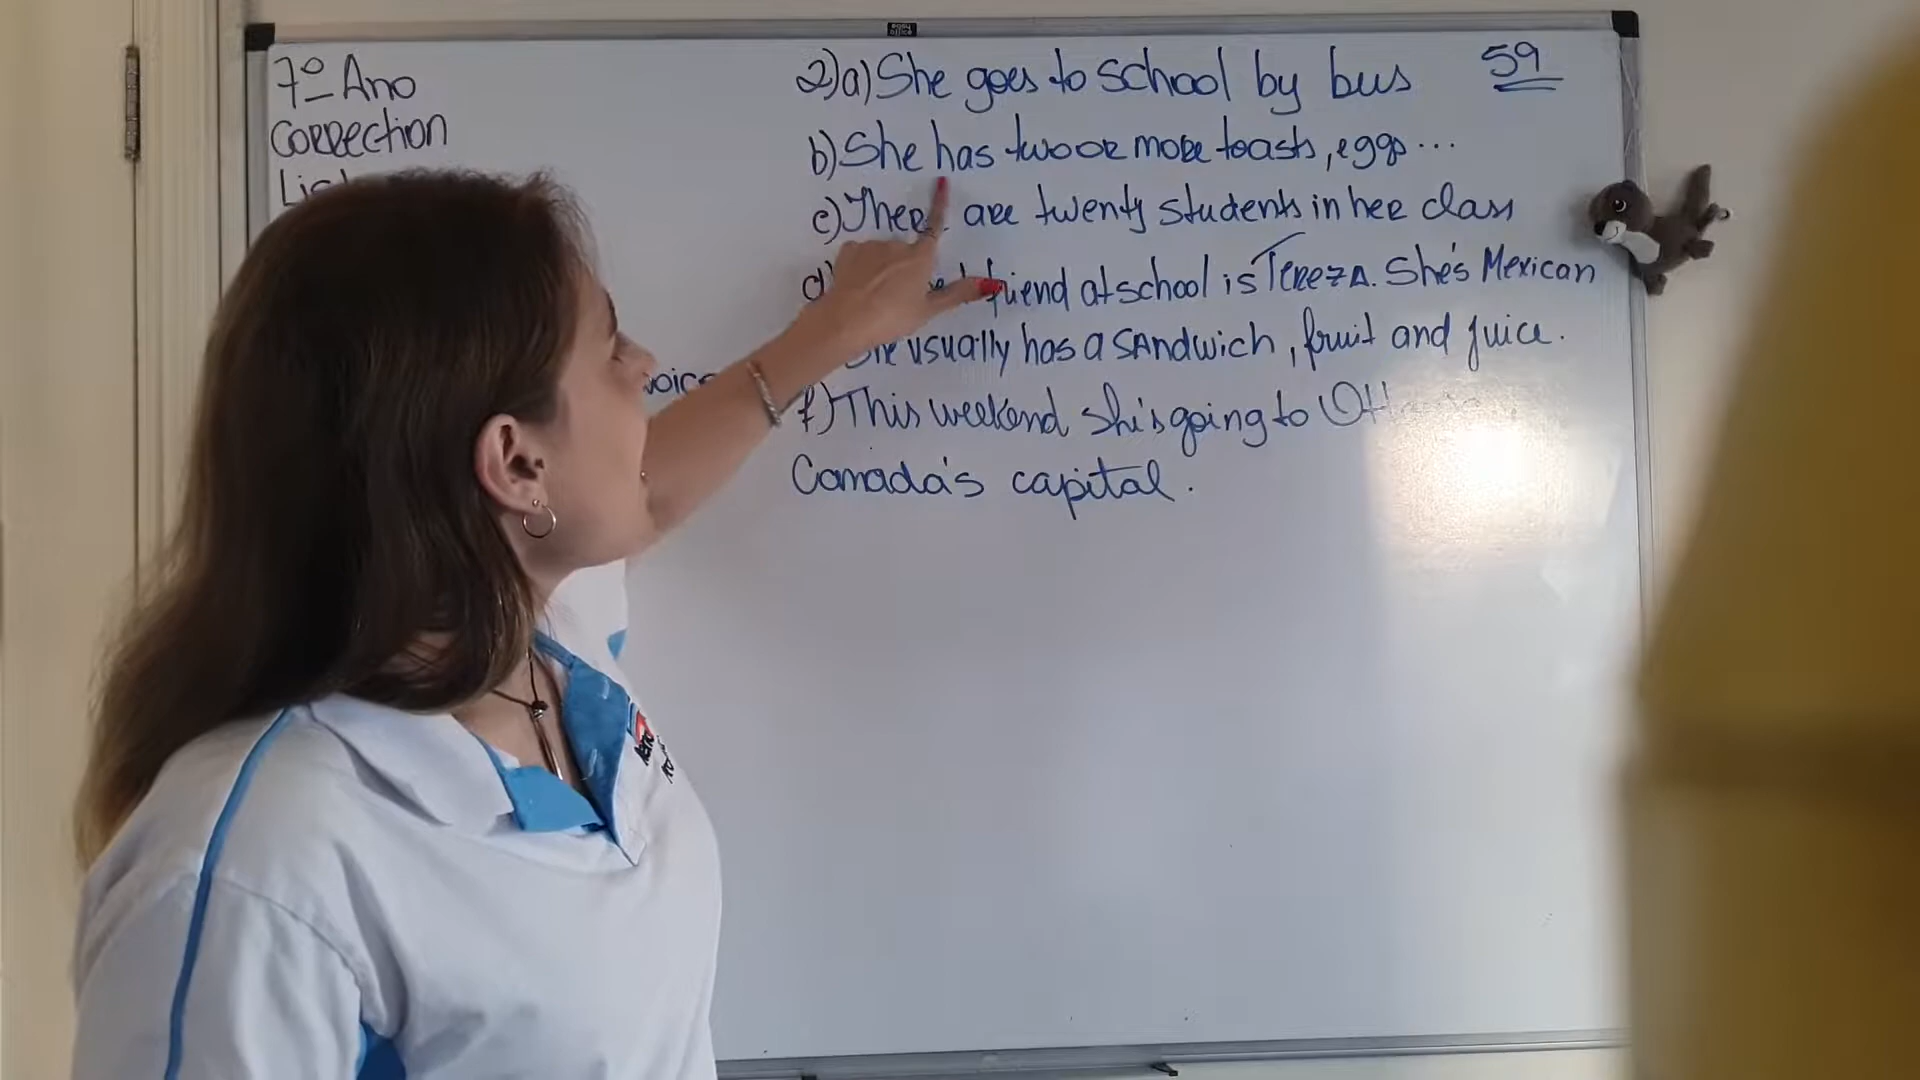 7º Ano
Correction
2)a) She goes to school by bus 59
b) She has two or more toasts, eggs...
c) There are twenty students in her class
d) friend at school is Tereza. She's Mexican
She usually has a sandwich, fruit and juice.
f) This weekend she's going to
Canada's capital.